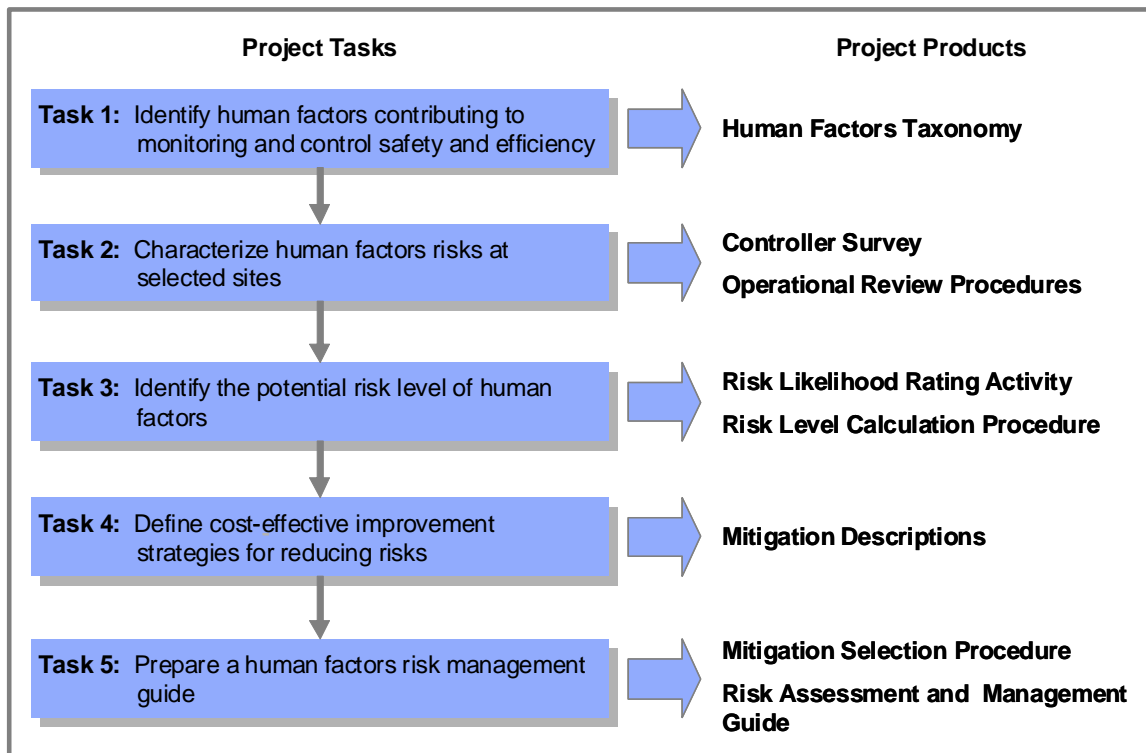 Project Tasks
Project Products
Task 1: Identify human factors contributing to
monitoring and control safety and efficiency
Human Factors Taxonomy
Task 2: Characterize human factors risks at
selected sites
Controller Survey
Operational Review Procedures
Task 3: Identify the potential risk level of human
factors
Risk Likelihood Rating Activity
Risk Level Calculation Procedure
Task 4: Define cost-effective improvement
strategies for reducing risks
Mitigation Descriptions
Task 5: Prepare a human factors risk management
guide
Mitigation Selection Procedure
Risk Assessment and Management
Guide